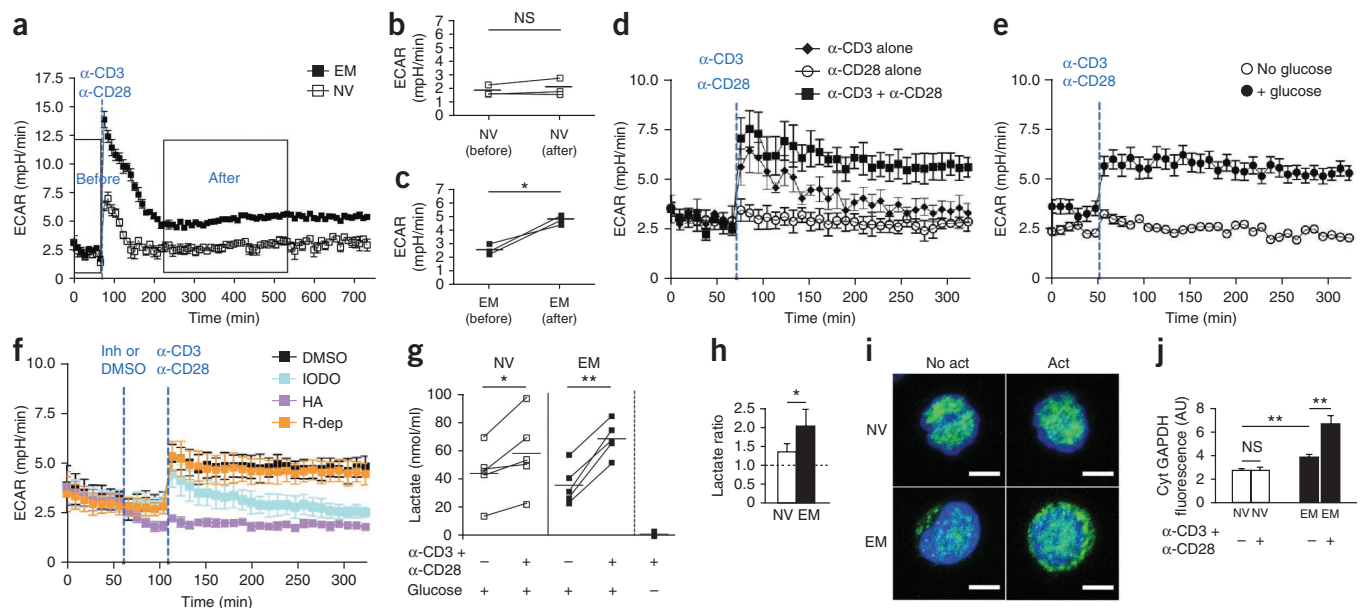 a
α-CD3
α-CD28
EM
NV
17.5
15.0
12.5
10.0
7.5
5.0
2.5
0
ECAR (mpH/min)
Before
After
0 100 200 300 400 500 600 700
Time (min)
b
NS
7
6
5
4
3
2
1
0
ECAR
(mpH/min)
NV
(before)
NV
(after)
c
*
7
6
5
4
3
2
1
0
ECAR
(mpH/min)
EM
(before)
EM
(after)
d
α-CD3
α-CD28
α-CD3 alone
α-CD28 alone
α-CD3 + α-CD28
10.0
7.5
5.0
2.5
0
ECAR (mpH/min)
0 50 100 150 200 250 300
Time (min)
e
α-CD3
α-CD28
No glucose
+ glucose
10.0
7.5
5.0
2.5
0
ECAR (mpH/min)
0 50 100 150 200 250 300
Time (min)
f
Inh or
DMSO
α-CD3
α-CD28
DMSO
IODO
HA
R-dep
10.0
7.5
5.0
2.5
0
ECAR (mpH/min)
0 50 100 150 200 250 300
Time (min)
g
NV
EM
*
**
100
80
60
40
20
0
Lactate (nmol/ml)
α-CD3 +
α-CD28
– + – + +
Glucose
+ + + + –
h
*
2.5
2.0
1.5
1.0
0.5
0
Lactate ratio
NV EM
i
No act
Act
NV
EM
j
**
**
NS
10
8
6
4
2
0
Cyt GAPDH
fluorescence (AU)
NV NV EM EM
α-CD3 +
α-CD28
– + – +